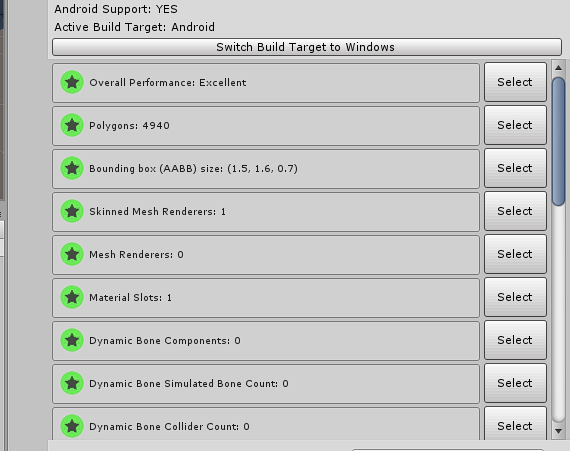 Android Support: YES
Active Build Target: Android
Switch Build Target to Windows
Overall Performance: Excellent
Select
Polygons: 4940
Select
Bounding box (AABB) size: (1.5, 1.6, 0.7)
Select
Skinned Mesh Renderers: 1
Select
Mesh Renderers: 0
Select
Material Slots: 1
Select
Dynamic Bone Components: 0
Select
Dynamic Bone Simulated Bone Count: 0
Select
Dynamic Bone Collider Count: 0
Select